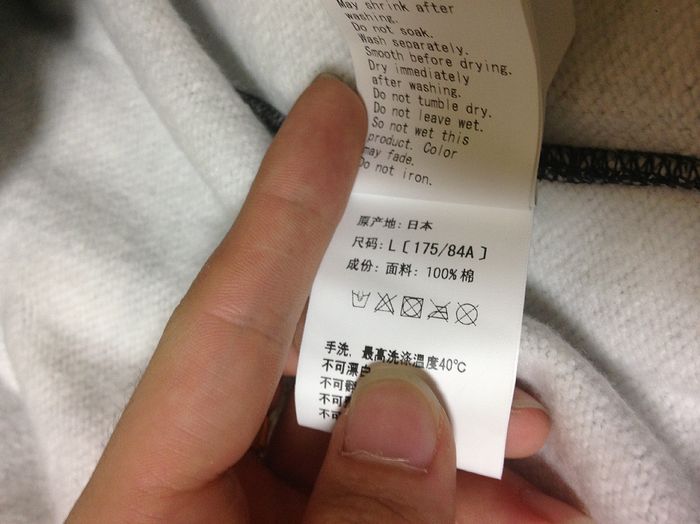 May shrink after
washing.
Do not soak.
Wash separately.
Smooth before drying.
Dry immediately
after washing.
Do not tumble dry.
Do not leave wet.
So not wet this
product. Color
may fade.
Do not iron.
原产地: 日本
尺码: L [175/84A]
成份: 面料: 100% 棉
手洗, 最高洗涤温度40℃
不可漂白
不可
不可
不可